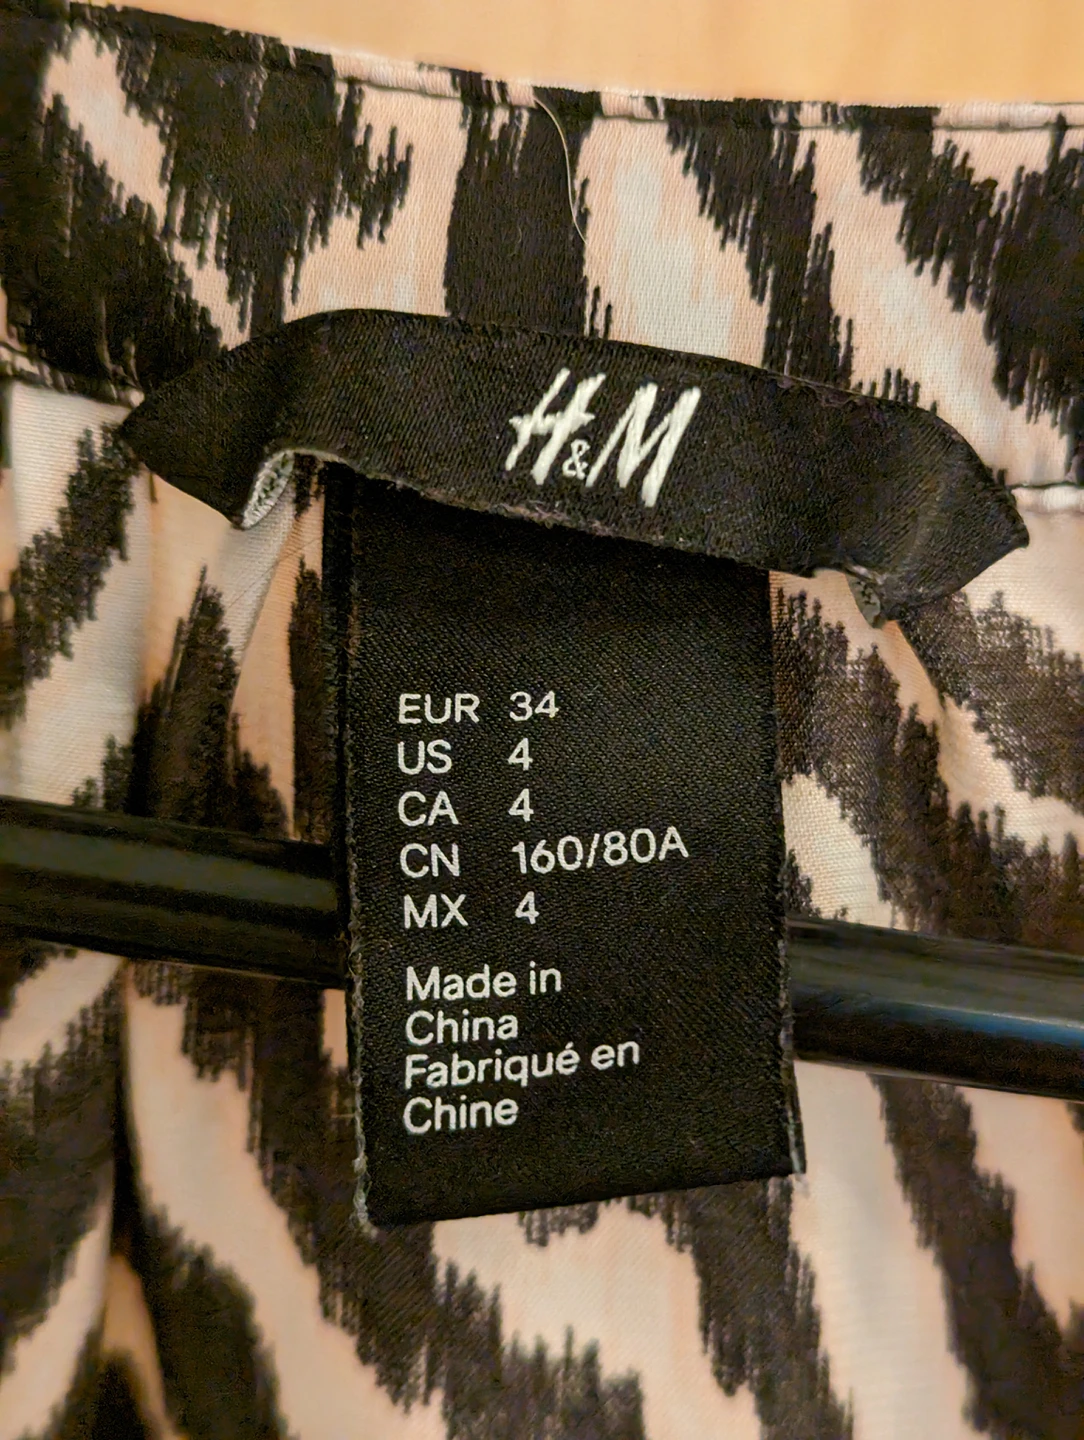 H&M
EUR 34
US 4
CA 4
CN 160/80A
MX 4
Made in
China
Fabriqué en
Chine